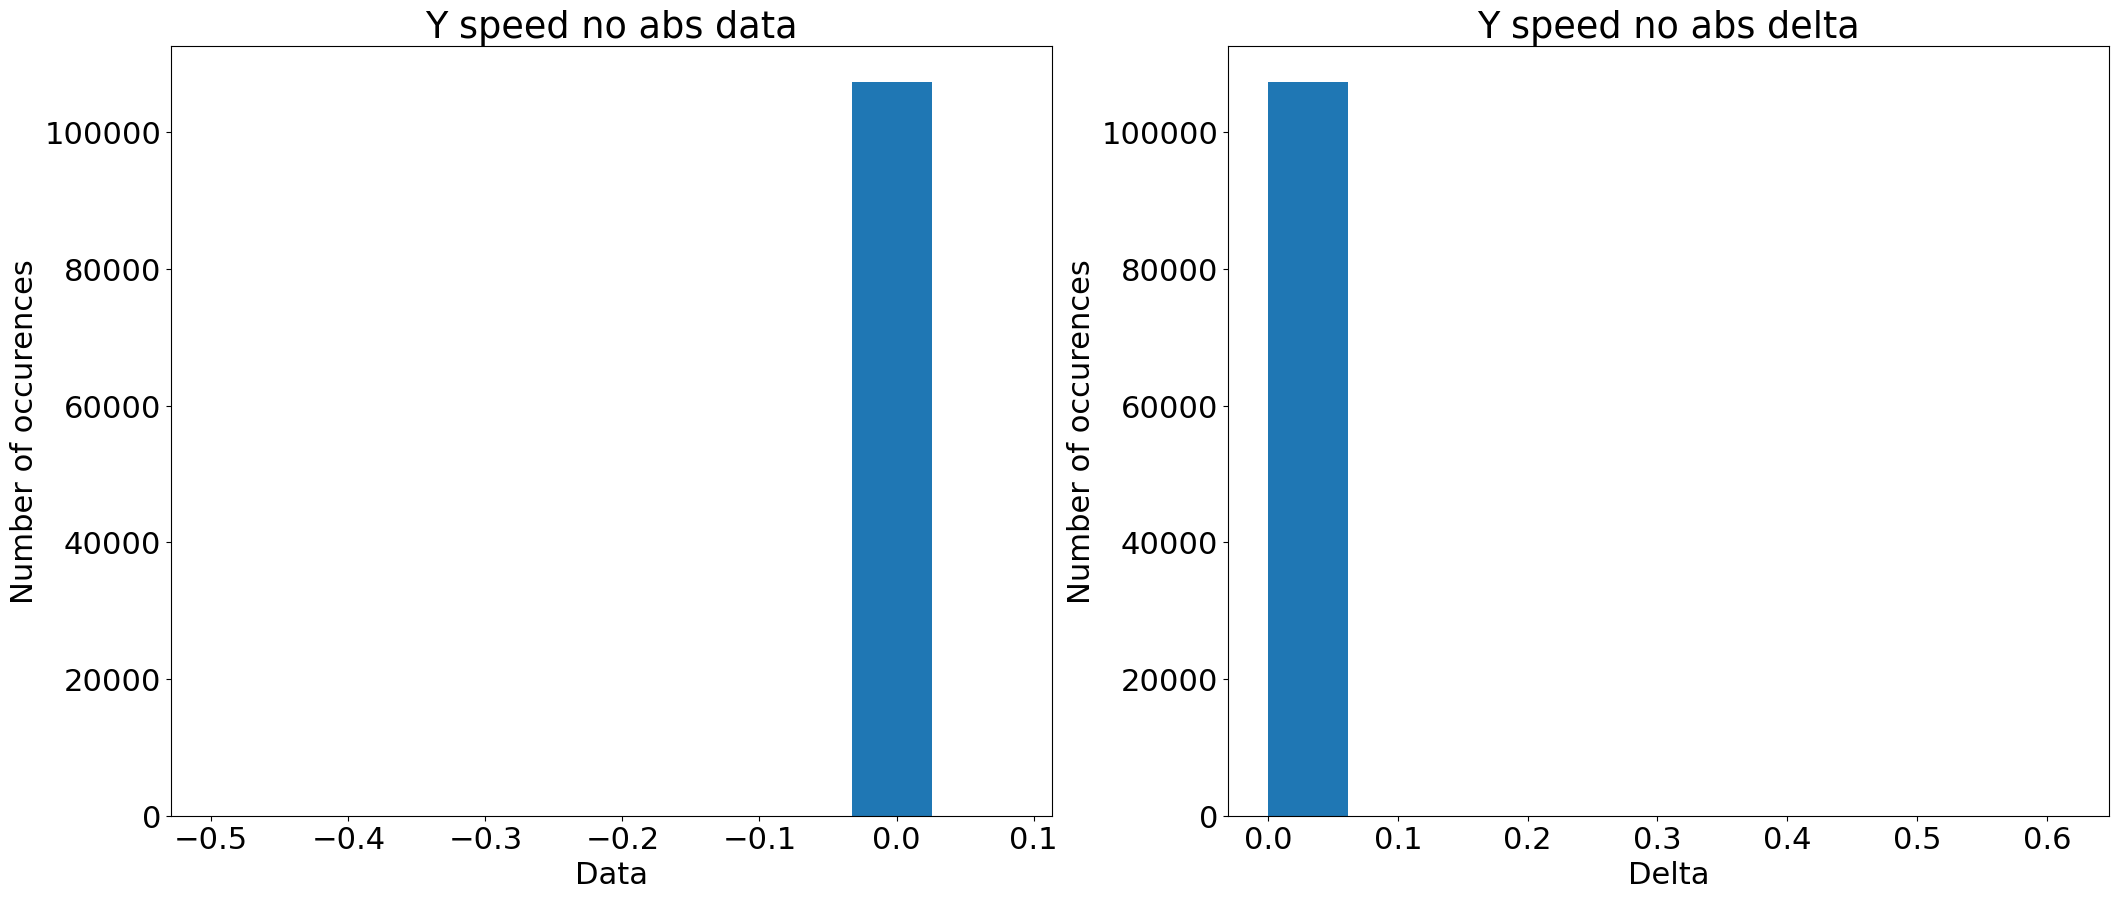 Y speed no abs data
Number of occurences
100000
80000
60000
40000
20000
0
−0.5 −0.4 −0.3 −0.2 −0.1 0.0 0.1
Data
Y speed no abs delta
Number of occurences
100000
80000
60000
40000
20000
0
0.0 0.1 0.2 0.3 0.4 0.5 0.6
Delta